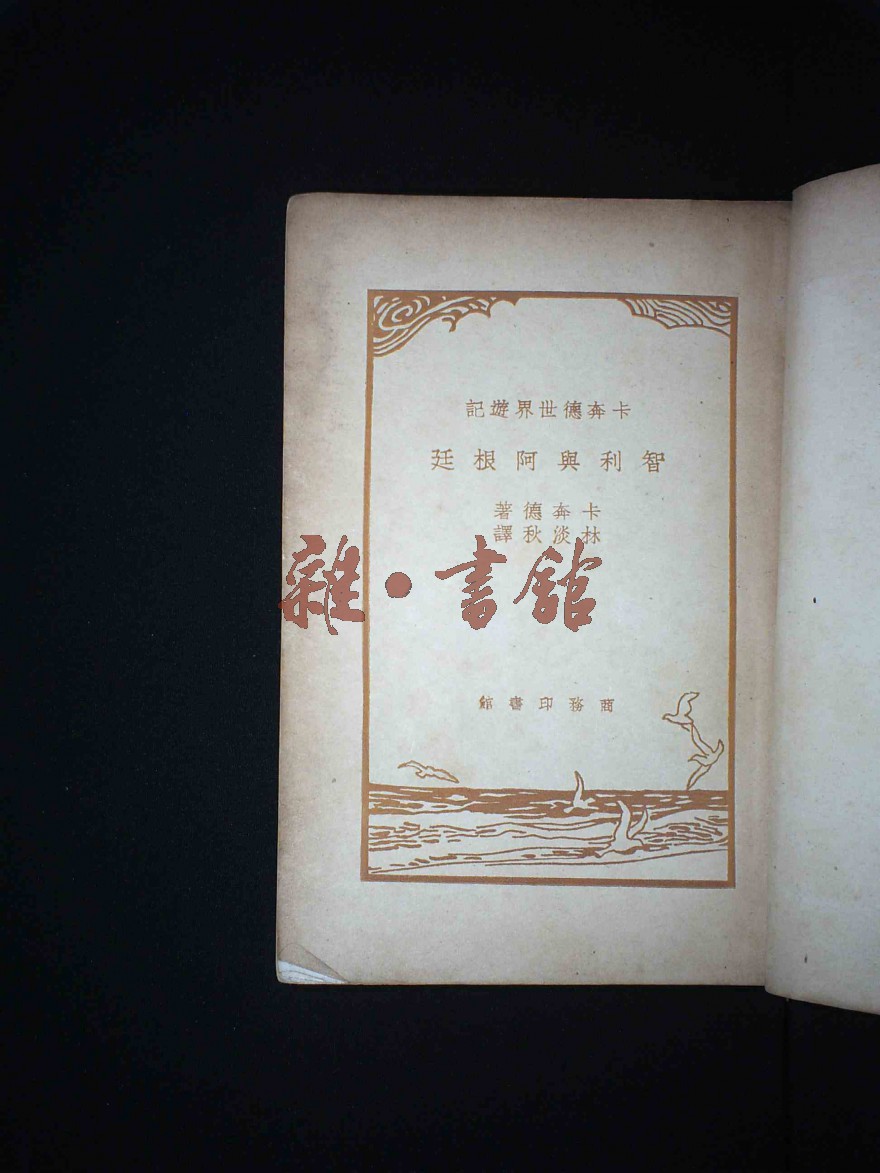 卡奔德世界遊記
智利與阿根廷
卡奔德著
林淡秋譯
雜•書館
商務印書館